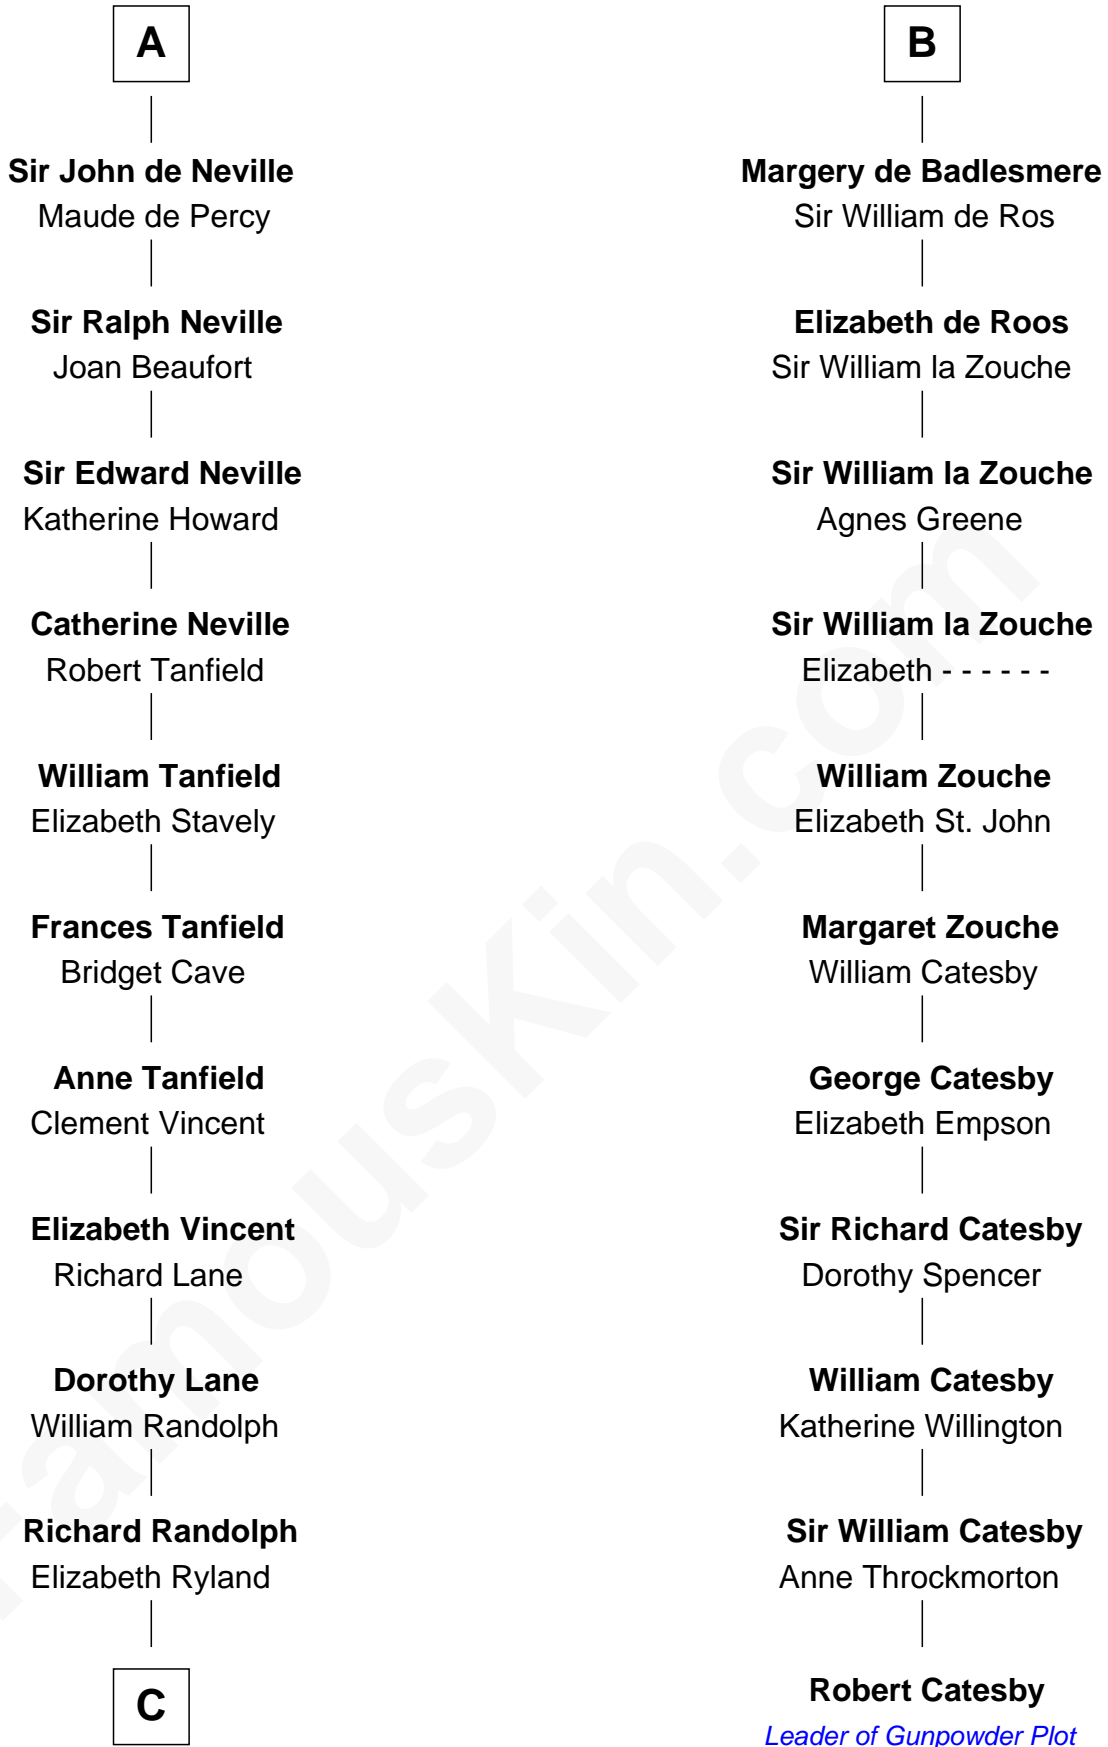 A
Sir John de Neville
Maude de Percy
Sir Ralph Neville
Joan Beaufort
Sir Edward Neville
Katherine Howard
Catherine Neville
Robert Tanfield
William Tanfield
Elizabeth Stavely
Frances Tanfield
Bridget Cave
Anne Tanfield
Clement Vincent
Elizabeth Vincent
Richard Lane
Dorothy Lane
William Randolph
Richard Randolph
Elizabeth Ryland
C
B
Margery de Badlesmere
Sir William de Ros
Elizabeth de Roos
Sir William la Zouche
Sir William la Zouche
Agnes Greene
Sir William la Zouche
Elizabeth - - - - - -
William Zouche
Elizabeth St. John
Margaret Zouche
William Catesby
George Catesby
Elizabeth Empson
Sir Richard Catesby
Dorothy Spencer
William Catesby
Katherine Willington
Sir William Catesby
Anne Throckmorton
Robert Catesby
Leader of Gunpowder Plot
FamousKin.com